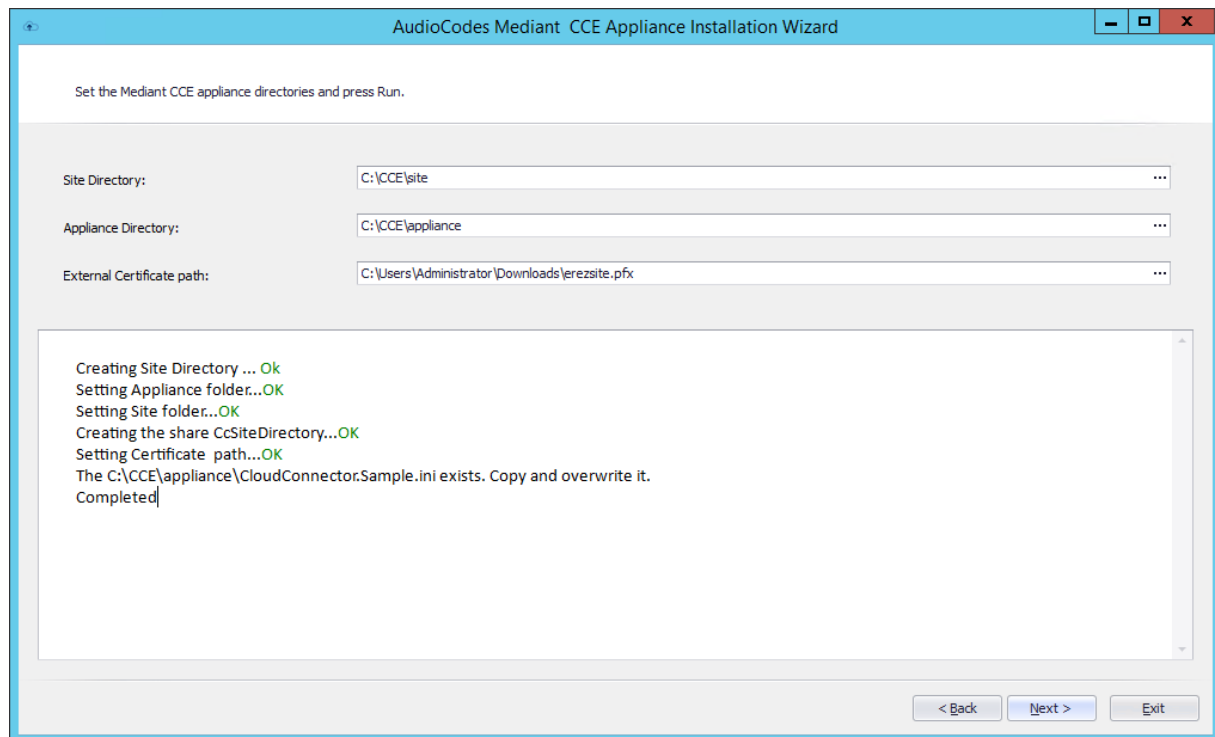 AudioCodes Mediant  CCE Appliance Installation Wizard
Set the Mediant CCE appliance directories and press Run.
Site Directory:
C:\CCE\site
...
Appliance Directory:
C:\CCE\appliance
...
External Certificate path:
C:\Users\Administrator\Downloads\erezsite.pfx
...
Creating Site Directory ... Ok
Setting Appliance folder...OK
Setting Site folder...OK
Creating the share CcSiteDirectory...OK
Setting Certificate  path...OK
The C:\CCE\appliance\CloudConnector.Sample.ini exists. Copy and overwrite it.
Completed
< Back
Next >
Exit